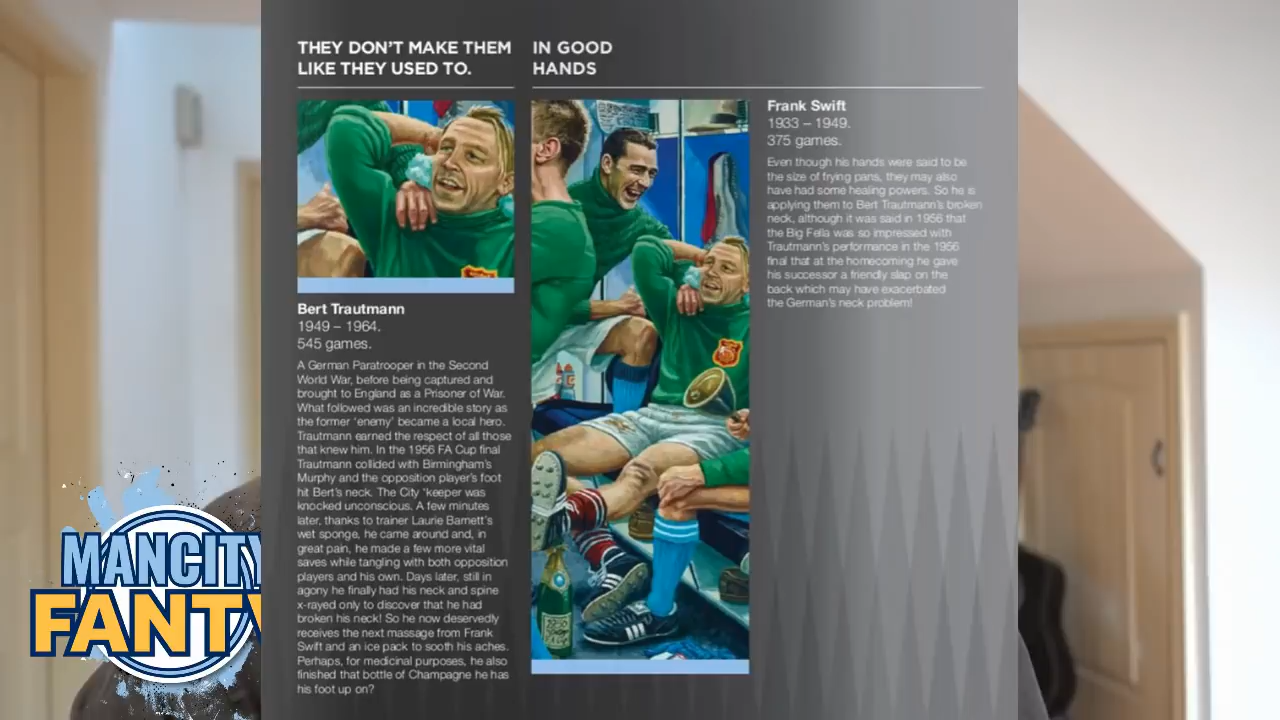 THEY DON'T MAKE THEM
LIKE THEY USED TO.
Bert Trautmann
1949 – 1964.
545 games.
A German Paratrooper in the Second
World War, before being captured and
brought to England as a Prisoner of War.
What followed was an incredible story as
the former 'enemy' became a local hero.
Trautmann earned the respect of all those
that knew him. In the 1956 FA Cup final
Trautmann collided with Birmingham's
Murphy and the opposition player's foot
hit Bert's neck. The City 'keeper was
knocked unconscious. A few minutes
later, thanks to trainer Laurie Barnett's
wet sponge, he came around and, in
great pain, he made a few more vital
saves while tangling with both opposition
players and his own. Days later, still in
agony he finally had his neck and spine
x-rayed only to discover that he had
broken his neck! So he now deservedly
receives the next massage from Frank
Swift and an ice pack to sooth his aches.
Perhaps, for medicinal purposes, he also
finished that bottle of Champagne he has
his foot up on?
IN GOOD
HANDS
Frank Swift
1933 – 1949.
375 games.
Even though his hands were said to be
the size of frying pans, they may also
have had some healing powers. So he is
applying them to Bert Trautmann's broken
neck, although it was said in 1956 that
the Big Fella was so impressed with
Trautmann's performance in the 1956
final that at the homecoming he gave
his successor a friendly slap on the
back which may have exacerbated
the German's neck problem!
MANCITY
FANTV